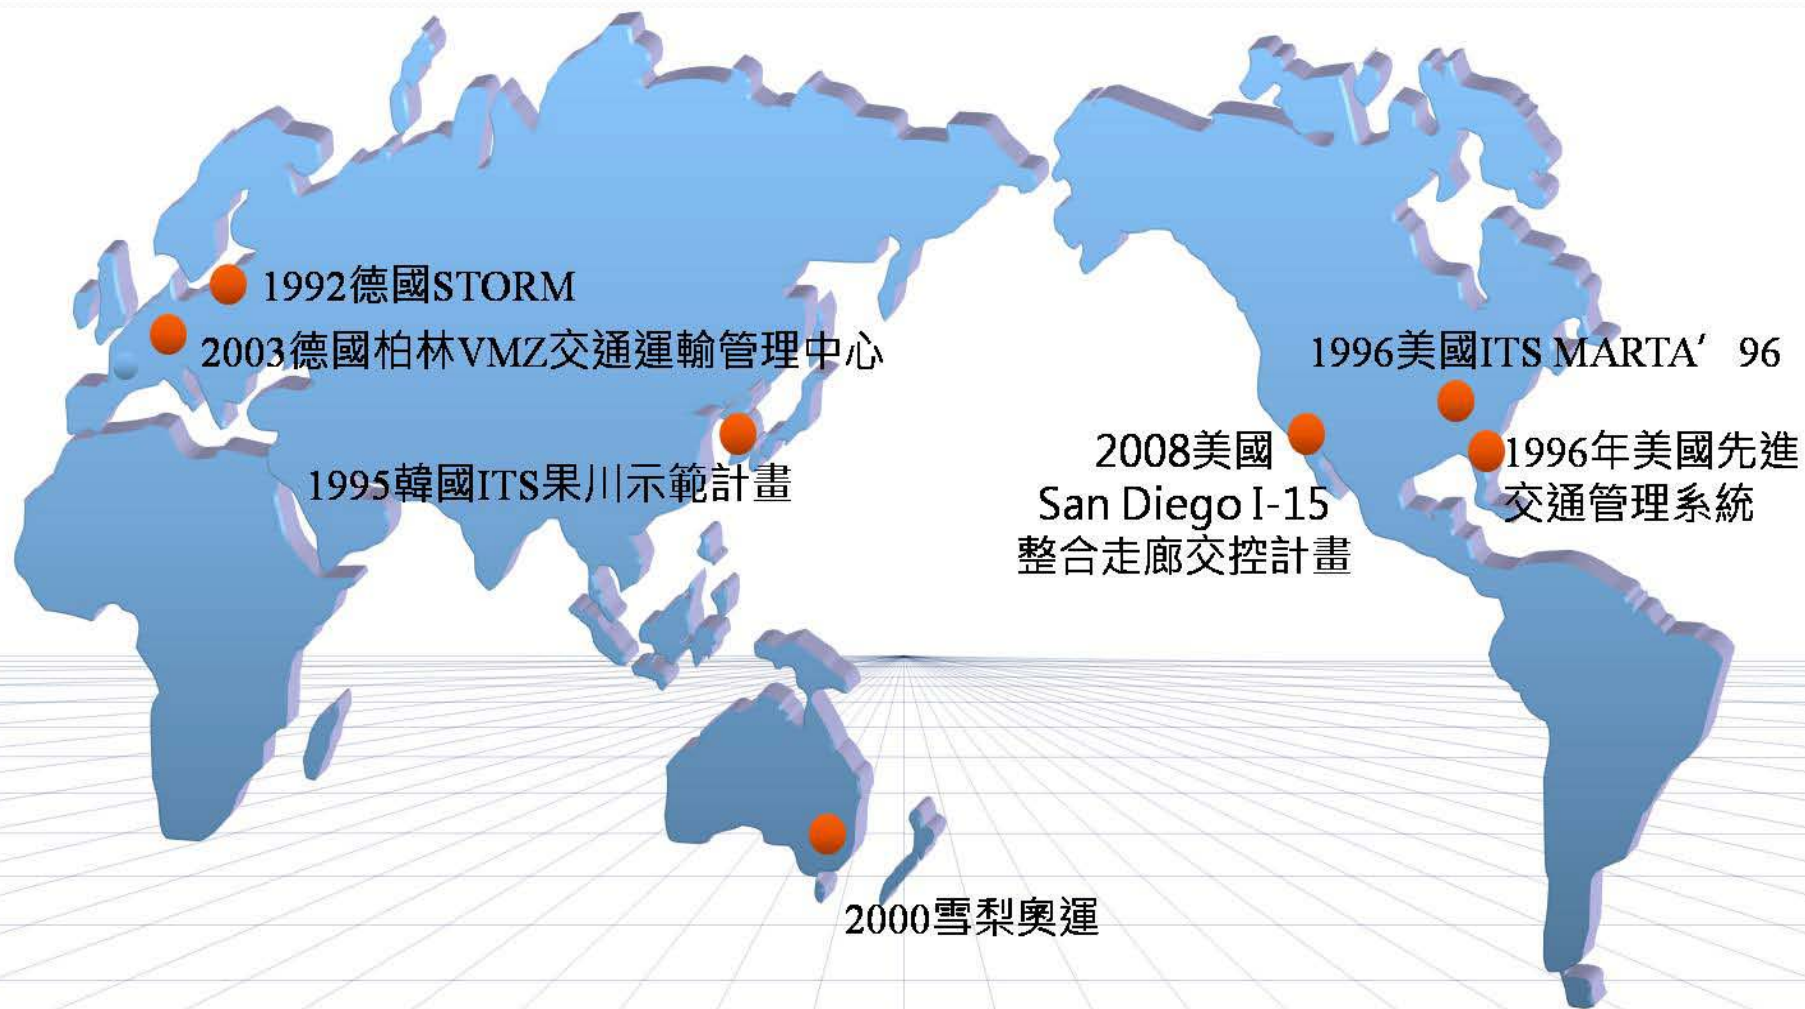 1992德國STORM
2003德國柏林VMZ交通運輸管理中心
1995韓國ITS果川示範計畫
1996美國ITS MARTA′ 96
2008美國
San Diego I-15
整合走廊交控計畫
1996年美國先進
交通管理系統
2000雪梨奧運